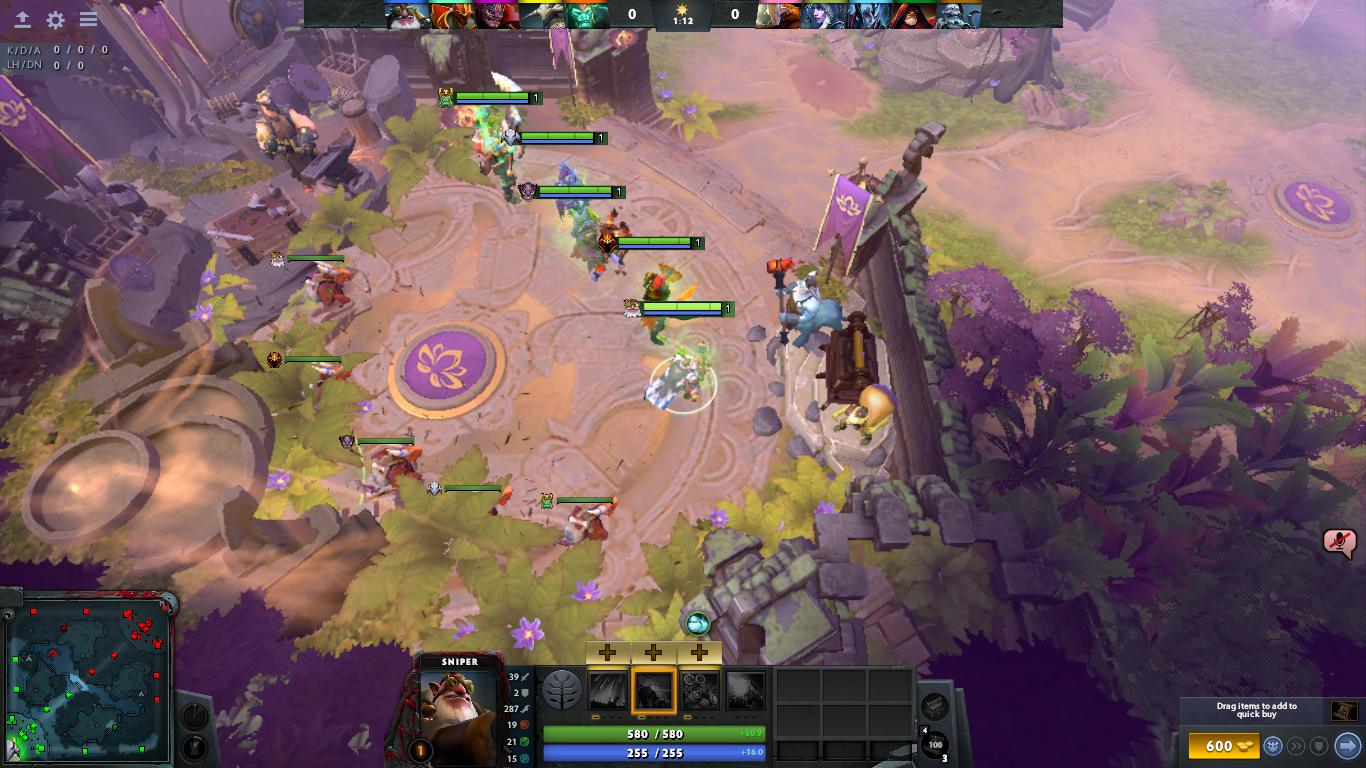 0 1:12 0
K/D/A 0 / 0 / 0
LH/DN 0 / 0
1
1
1
1
1
SNIPER
39
2
287
19
21
15
1
580 / 580 +30.9
255 / 255 +16.0
4
100
3
Drag items to add to
quick buy
600